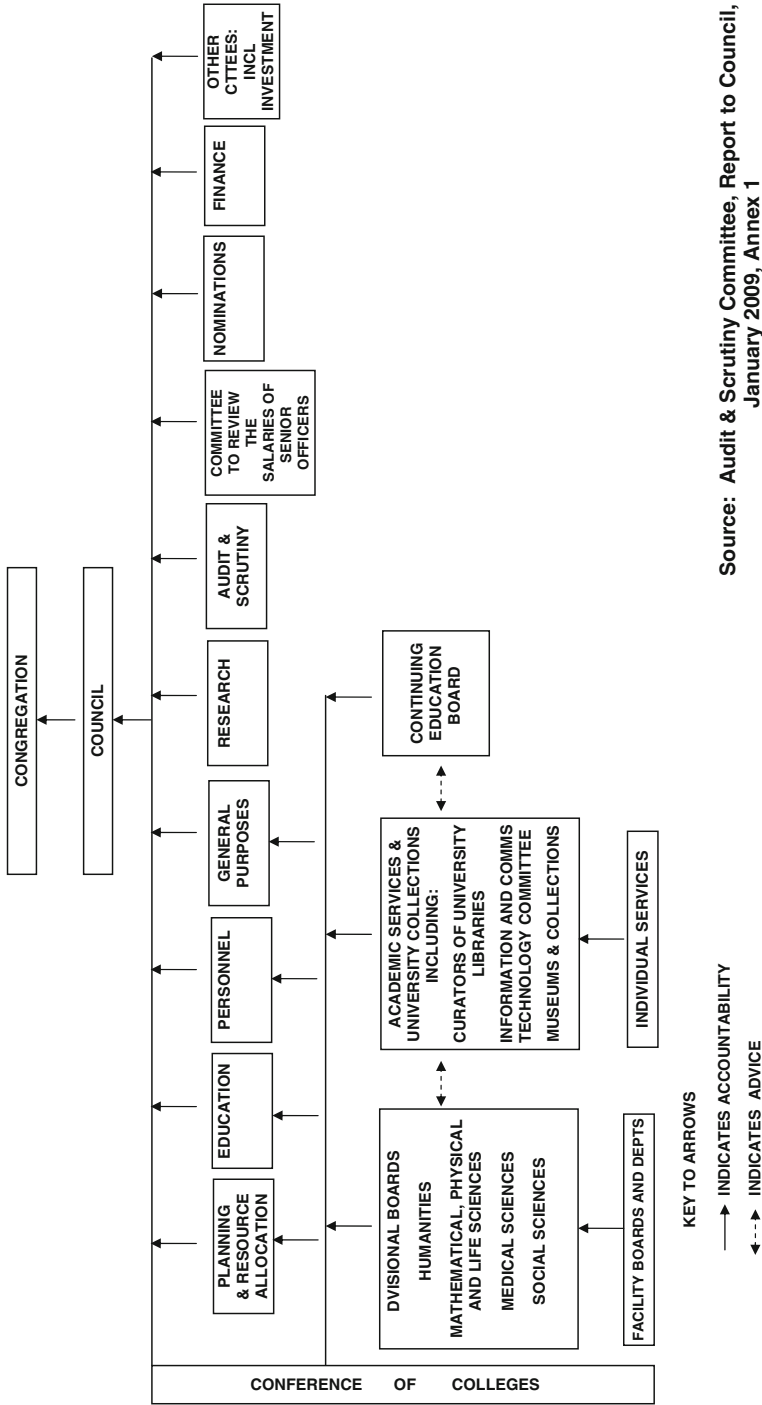 CONGREGATION
COUNCIL
PLANNING
& RESOURCE
ALLOCATION
EDUCATION
PERSONNEL
GENERAL
PURPOSES
RESEARCH
AUDIT &
SCRUTINY
COMMITTEE
TO REVIEW
THE
SALARIES OF
SENIOR
OFFICERS
NOMINATIONS
FINANCE
OTHER
CTTEES:
INCL
INVESTMENT
CONFERENCE OF COLLEGES
DVISIONAL BOARDS
HUMANITIES
MATHEMATICAL, PHYSICAL
AND LIFE SCIENCES
MEDICAL SCIENCES
SOCIAL SCIENCES
ACADEMIC SERVICES &
UNIVERSITY COLLECTIONS
INCLUDING:
CURATORS OF UNIVERSITY
LIBRARIES
INFORMATION AND COMMS
TECHNOLOGY COMMITTEE
MUSEUMS & COLLECTIONS
CONTINUING
EDUCATION
BOARD
FACILITY BOARDS AND DEPTS
INDIVIDUAL SERVICES
KEY TO ARROWS
INDICATES ACCOUNTABILITY
INDICATES ADVICE
Source: Audit & Scrutiny Committee, Report to Council,
January 2009, Annex 1